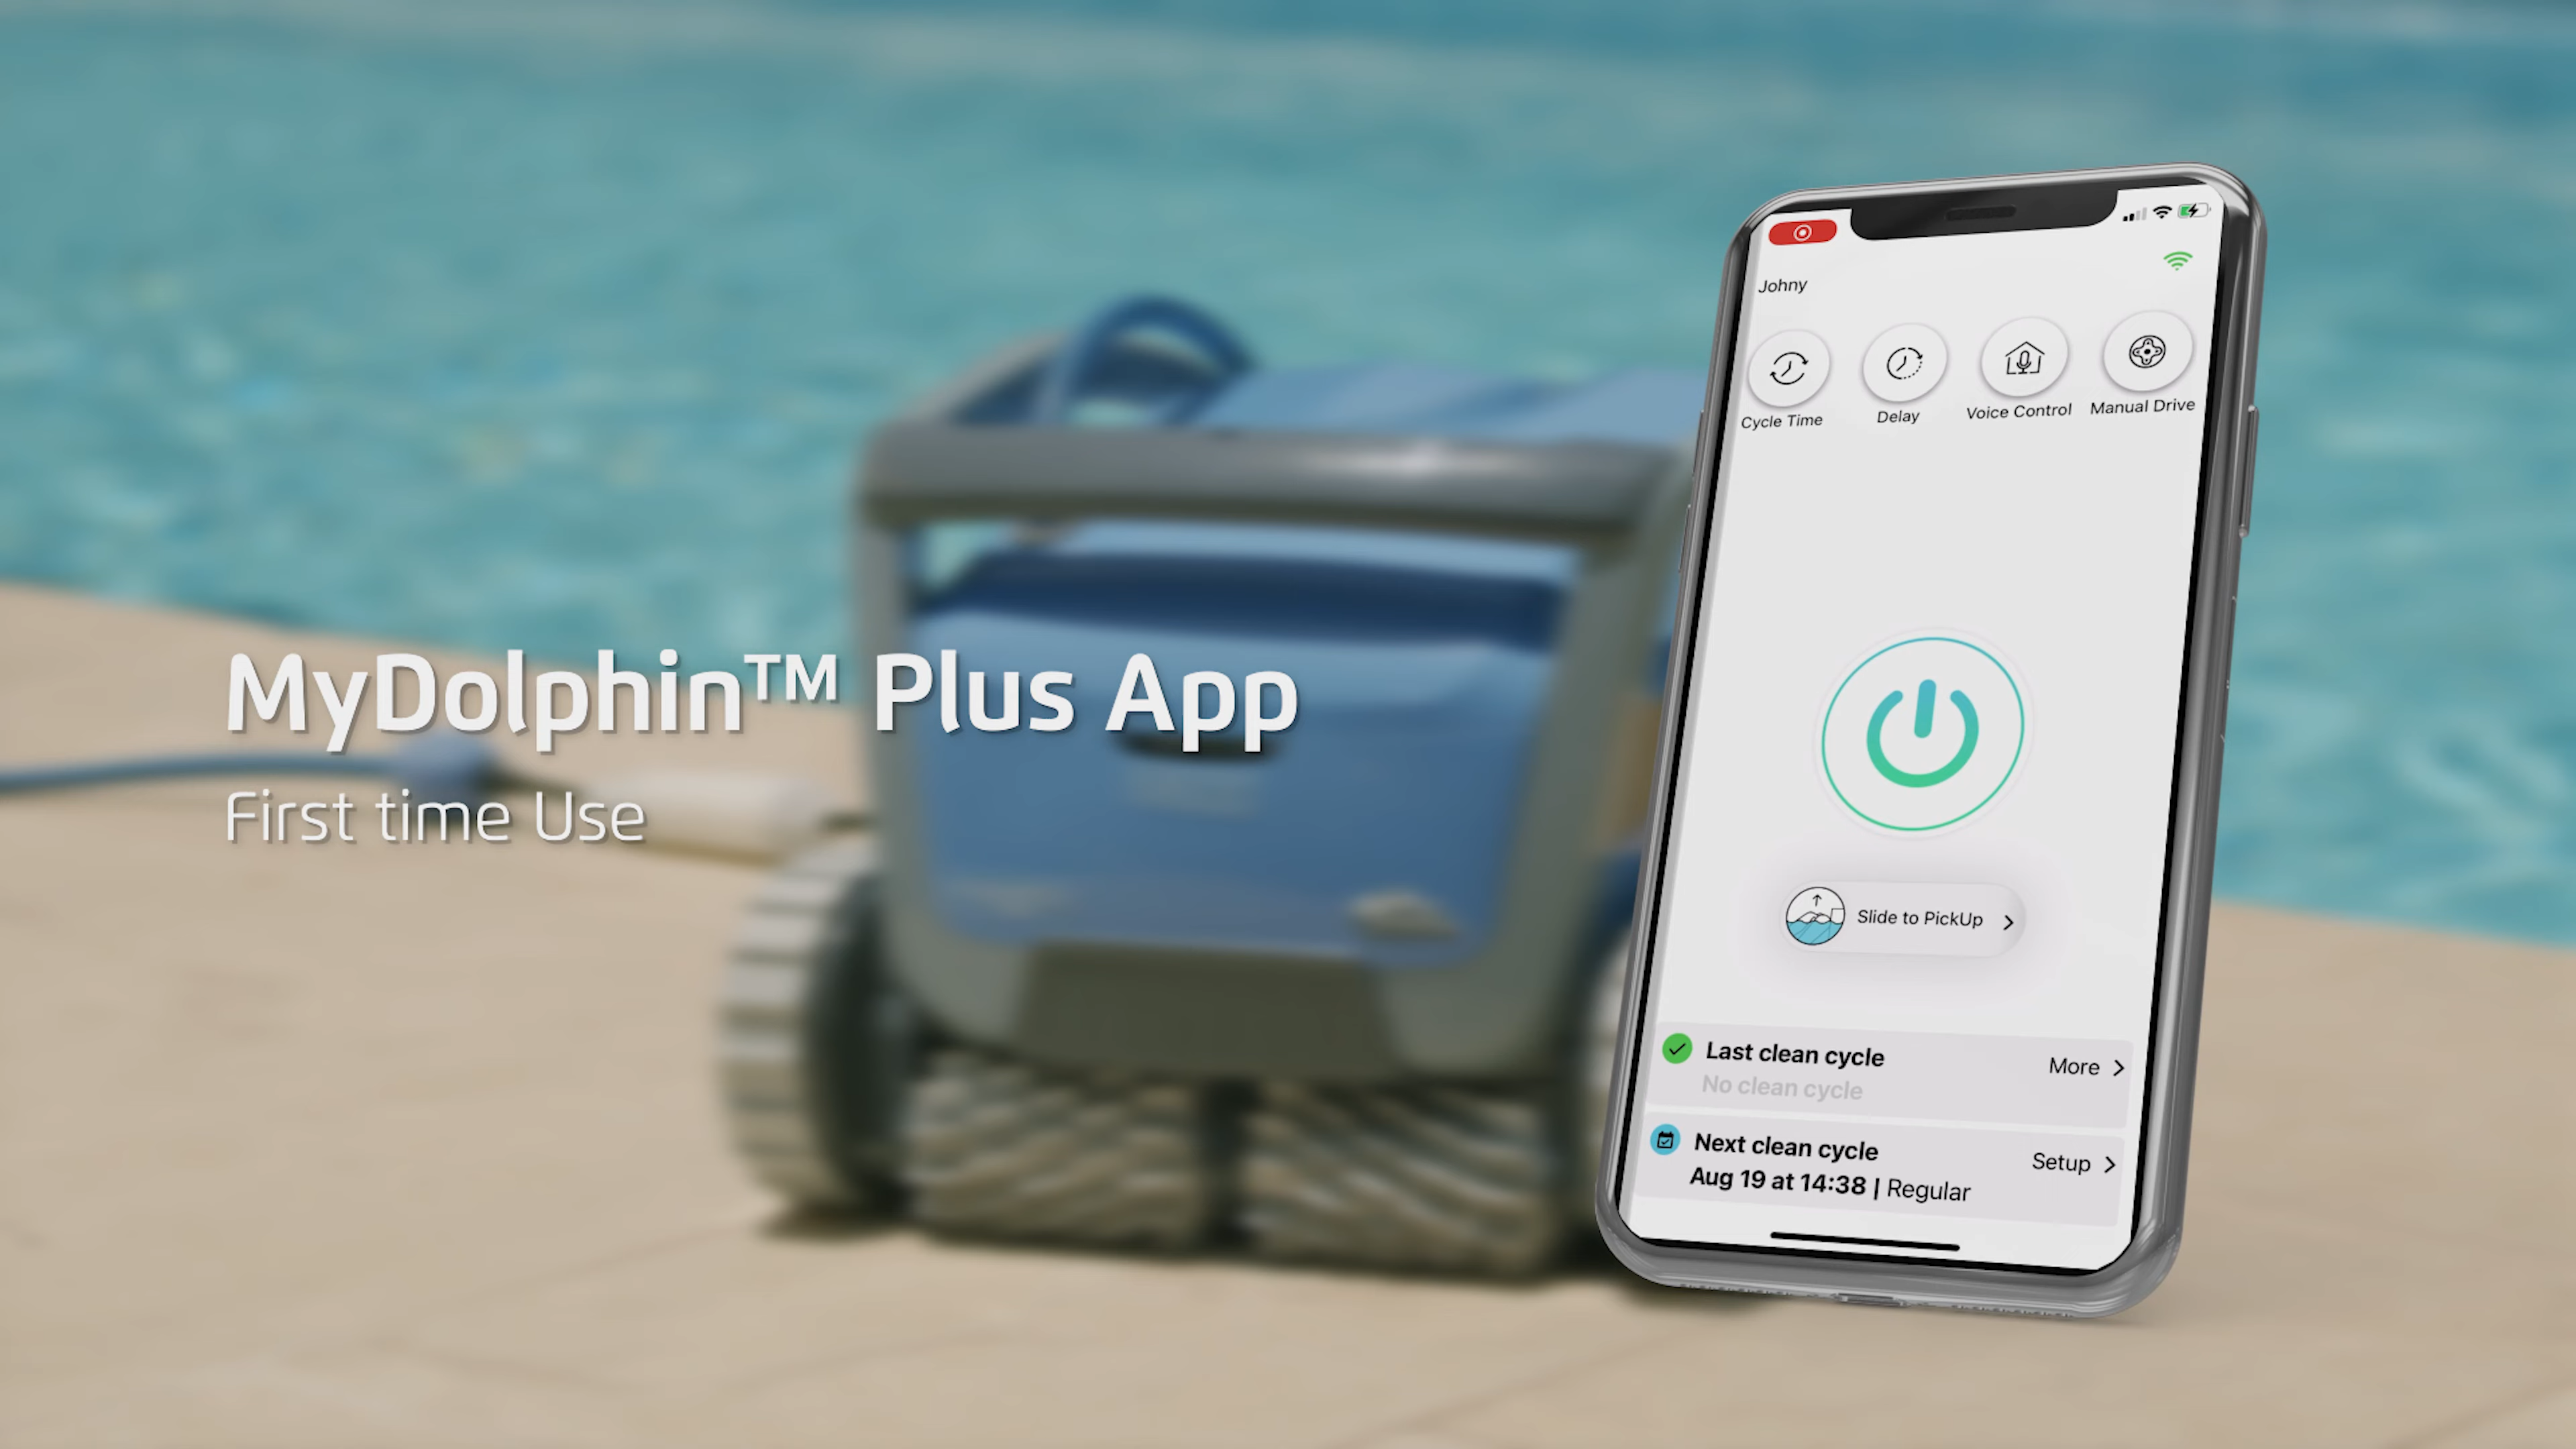 MyDolphin™ Plus App
First time Use
Johny
Cycle Time
Delay
Voice Control
Manual Drive
Slide to PickUp
Last clean cycle
More
No clean cycle
Next clean cycle
Setup
Aug 19 at 14:38 | Regular